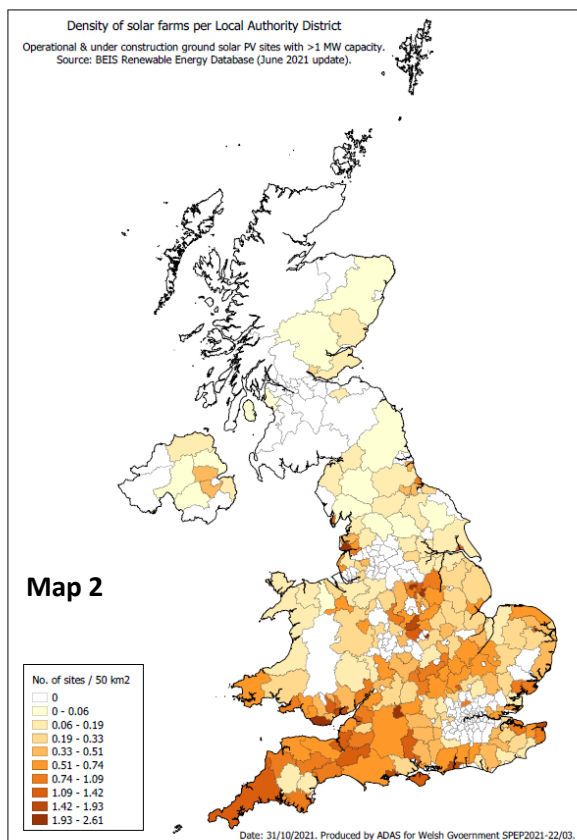 Density of solar farms per Local Authority District
Operational & under construction ground solar PV sites with >1 MW capacity.
Source: BEIS Renewable Energy Database (June 2021 update).
Map 2
No. of sites / 50 km2
0
0 - 0.06
0.06 - 0.19
0.19 - 0.33
0.33 - 0.51
0.51 - 0.74
0.74 - 1.09
1.09 - 1.42
1.42 - 1.93
1.93 - 2.61
Date: 31/10/2021. Produced by ADAS for Welsh Gvoernment SPEP2021-22/03.